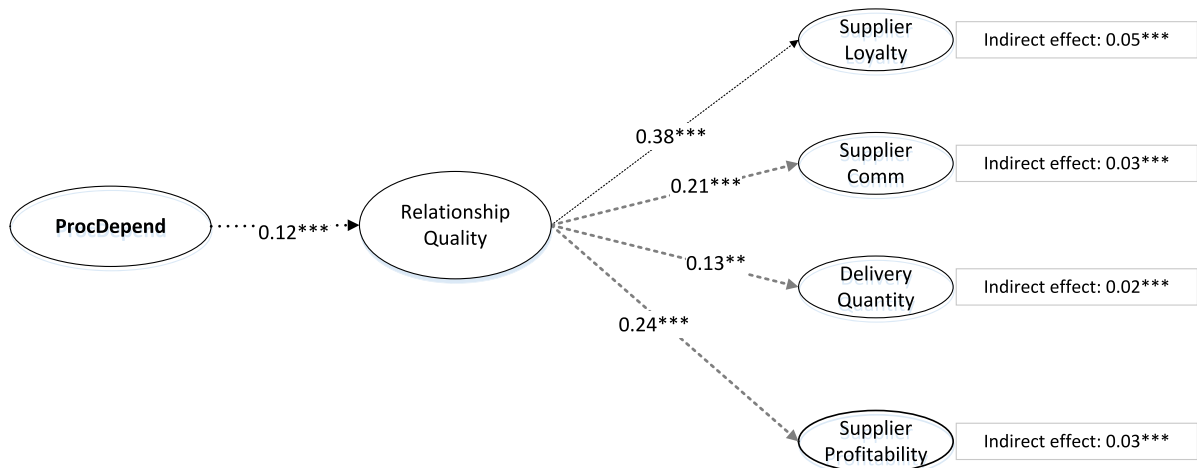 Supplier
Loyalty
Indirect effect: 0.05***
0.38***
Supplier
Comm
Indirect effect: 0.03***
0.21***
ProcDepend
0.12***
Relationship
Quality
0.13**
Delivery
Quantity
Indirect effect: 0.02***
0.24***
Supplier
Profitability
Indirect effect: 0.03***